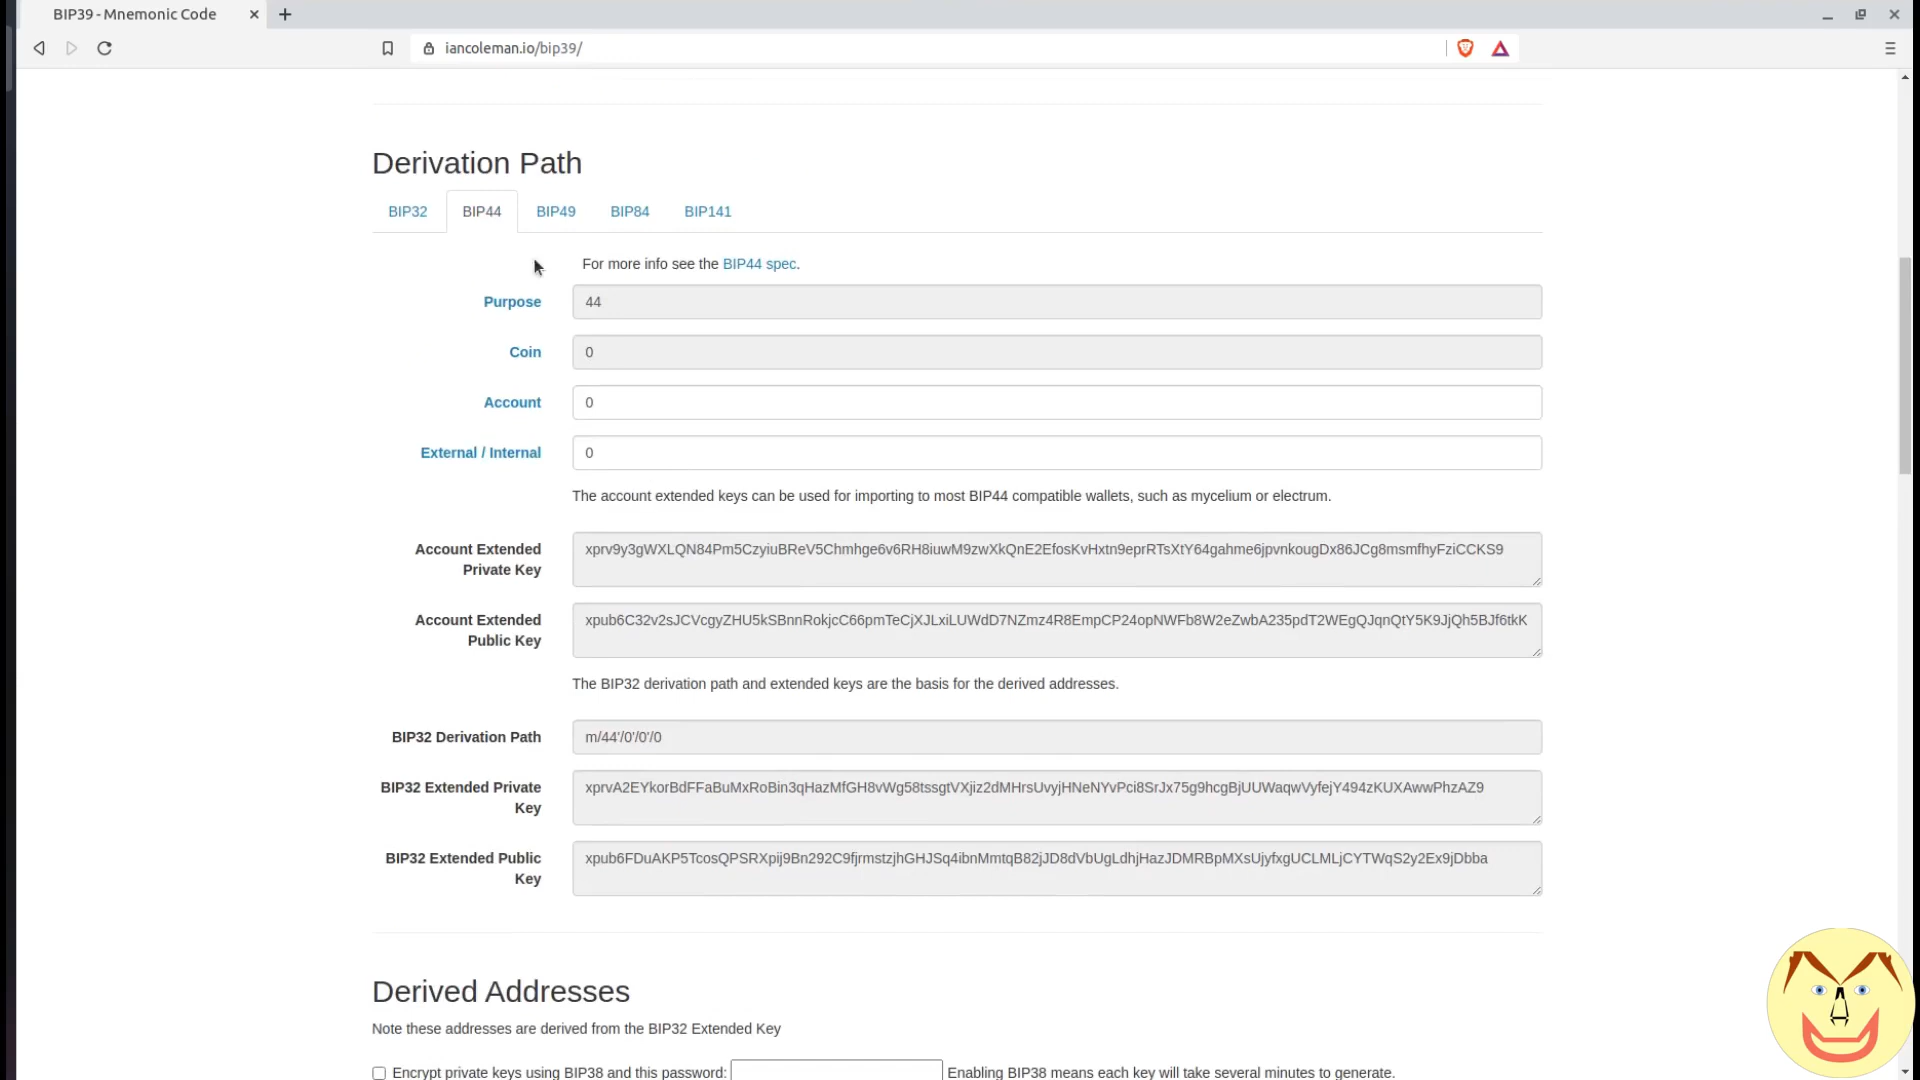 BIP39 - Mnemonic Code
iancoleman.io/bip39/
Derivation Path
BIP32 BIP44 BIP49 BIP84 BIP141
For more info see the BIP44 spec.
Purpose 44
Coin 0
Account 0
External / Internal 0
The account extended keys can be used for importing to most BIP44 compatible wallets, such as mycelium or electrum.
Account Extended Private Key
xprv9y3gWXLQN84Pm5CzyiuBReV5Chmhge6v6RH8iuwM9zwXkQnE2EfosKvHxtn9eprRTsXtY64gahme6jpvnkougDx86JCg8msmfhyFziCCKS9
Account Extended Public Key
xpub6C32v2sJCVcgyZHU5kSBnnRokjcC66pmTeCjXJLxiLUWdD7NZmz4R8EmpCP24opNWFb8W2eZwbA235pdT2WEgQJqnQtY5K9JjQh5BJf6tkK
The BIP32 derivation path and extended keys are the basis for the derived addresses.
BIP32 Derivation Path m/44'/0'/0'/0
BIP32 Extended Private Key
xprvA2EYkorBdFFaBuMxRoBin3qHazMfGH8vWg58tssgtVXjiz2dMHrsUvyjHNeNYvPci8SrJx75g9hcgBjUUWaqwVyfejY494zKUXAwwPhzAZ9
BIP32 Extended Public Key
xpub6FDuAKP5TcosQPSRXpij9Bn292C9fjrmstzjhGHJSq4ibnMmtqB82jJD8dVbUgLdhjHazJDMRBpMXsUjyfxgUCLMLjCYTWqS2y2Ex9jDbba
Derived Addresses
Note these addresses are derived from the BIP32 Extended Key
Encrypt private keys using BIP38 and this password: Enabling BIP38 means each key will take several minutes to generate.